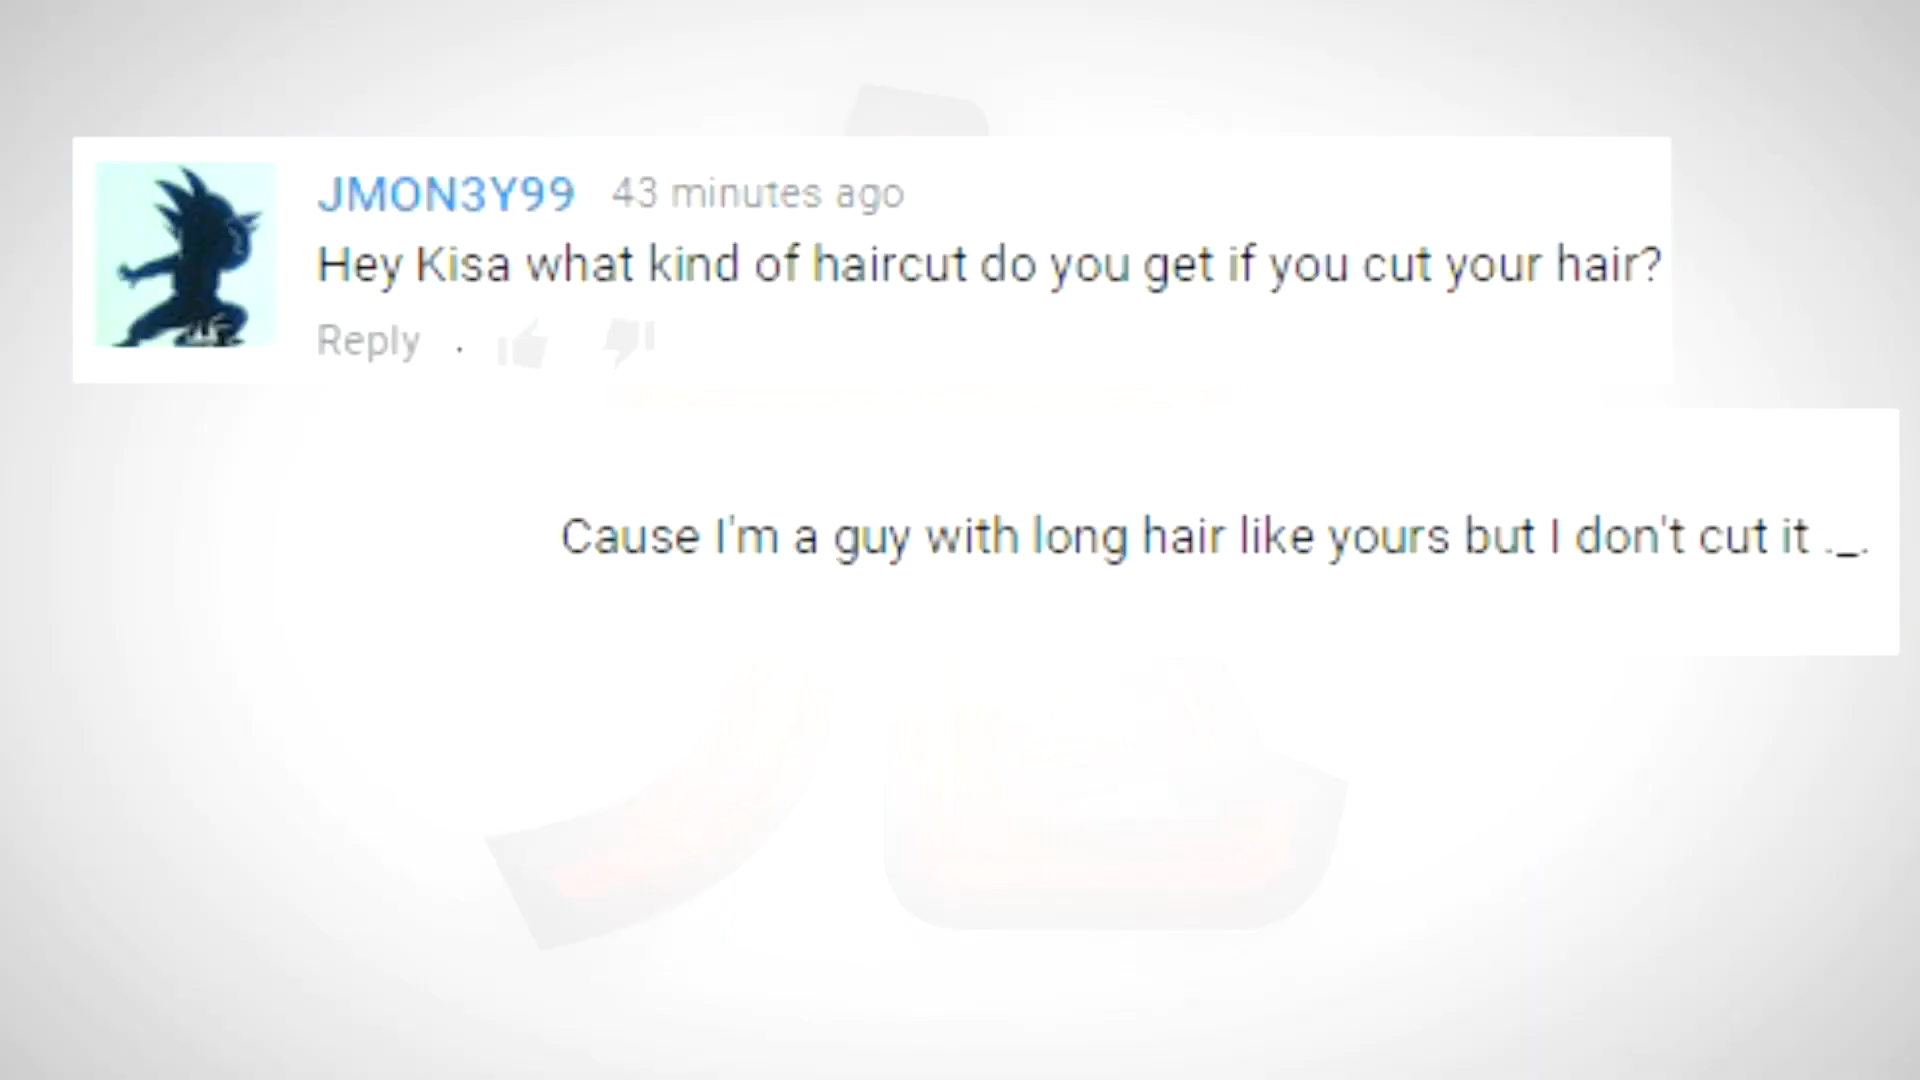 JMON3Y99 43 minutes ago
Hey Kisa what kind of haircut do you get if you cut your hair?
Reply .
Cause I'm a guy with long hair like yours but I don't cut it ._.